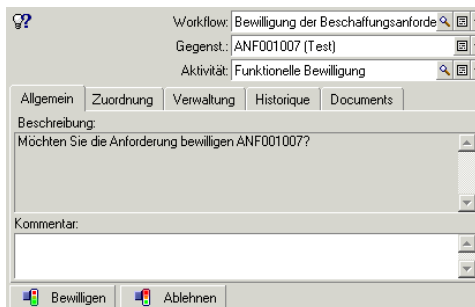 Workflow: Bewilligung der Beschaffungsanforde
Gegenst.: ANF001007 (Test)
Aktivität: Funktionelle Bewilligung
Allgemein Zuordnung Verwaltung Historique Documents
Beschreibung:
Möchten Sie die Anforderung bewilligen ANF001007?
Kommentar:
Bewilligen Ablehnen